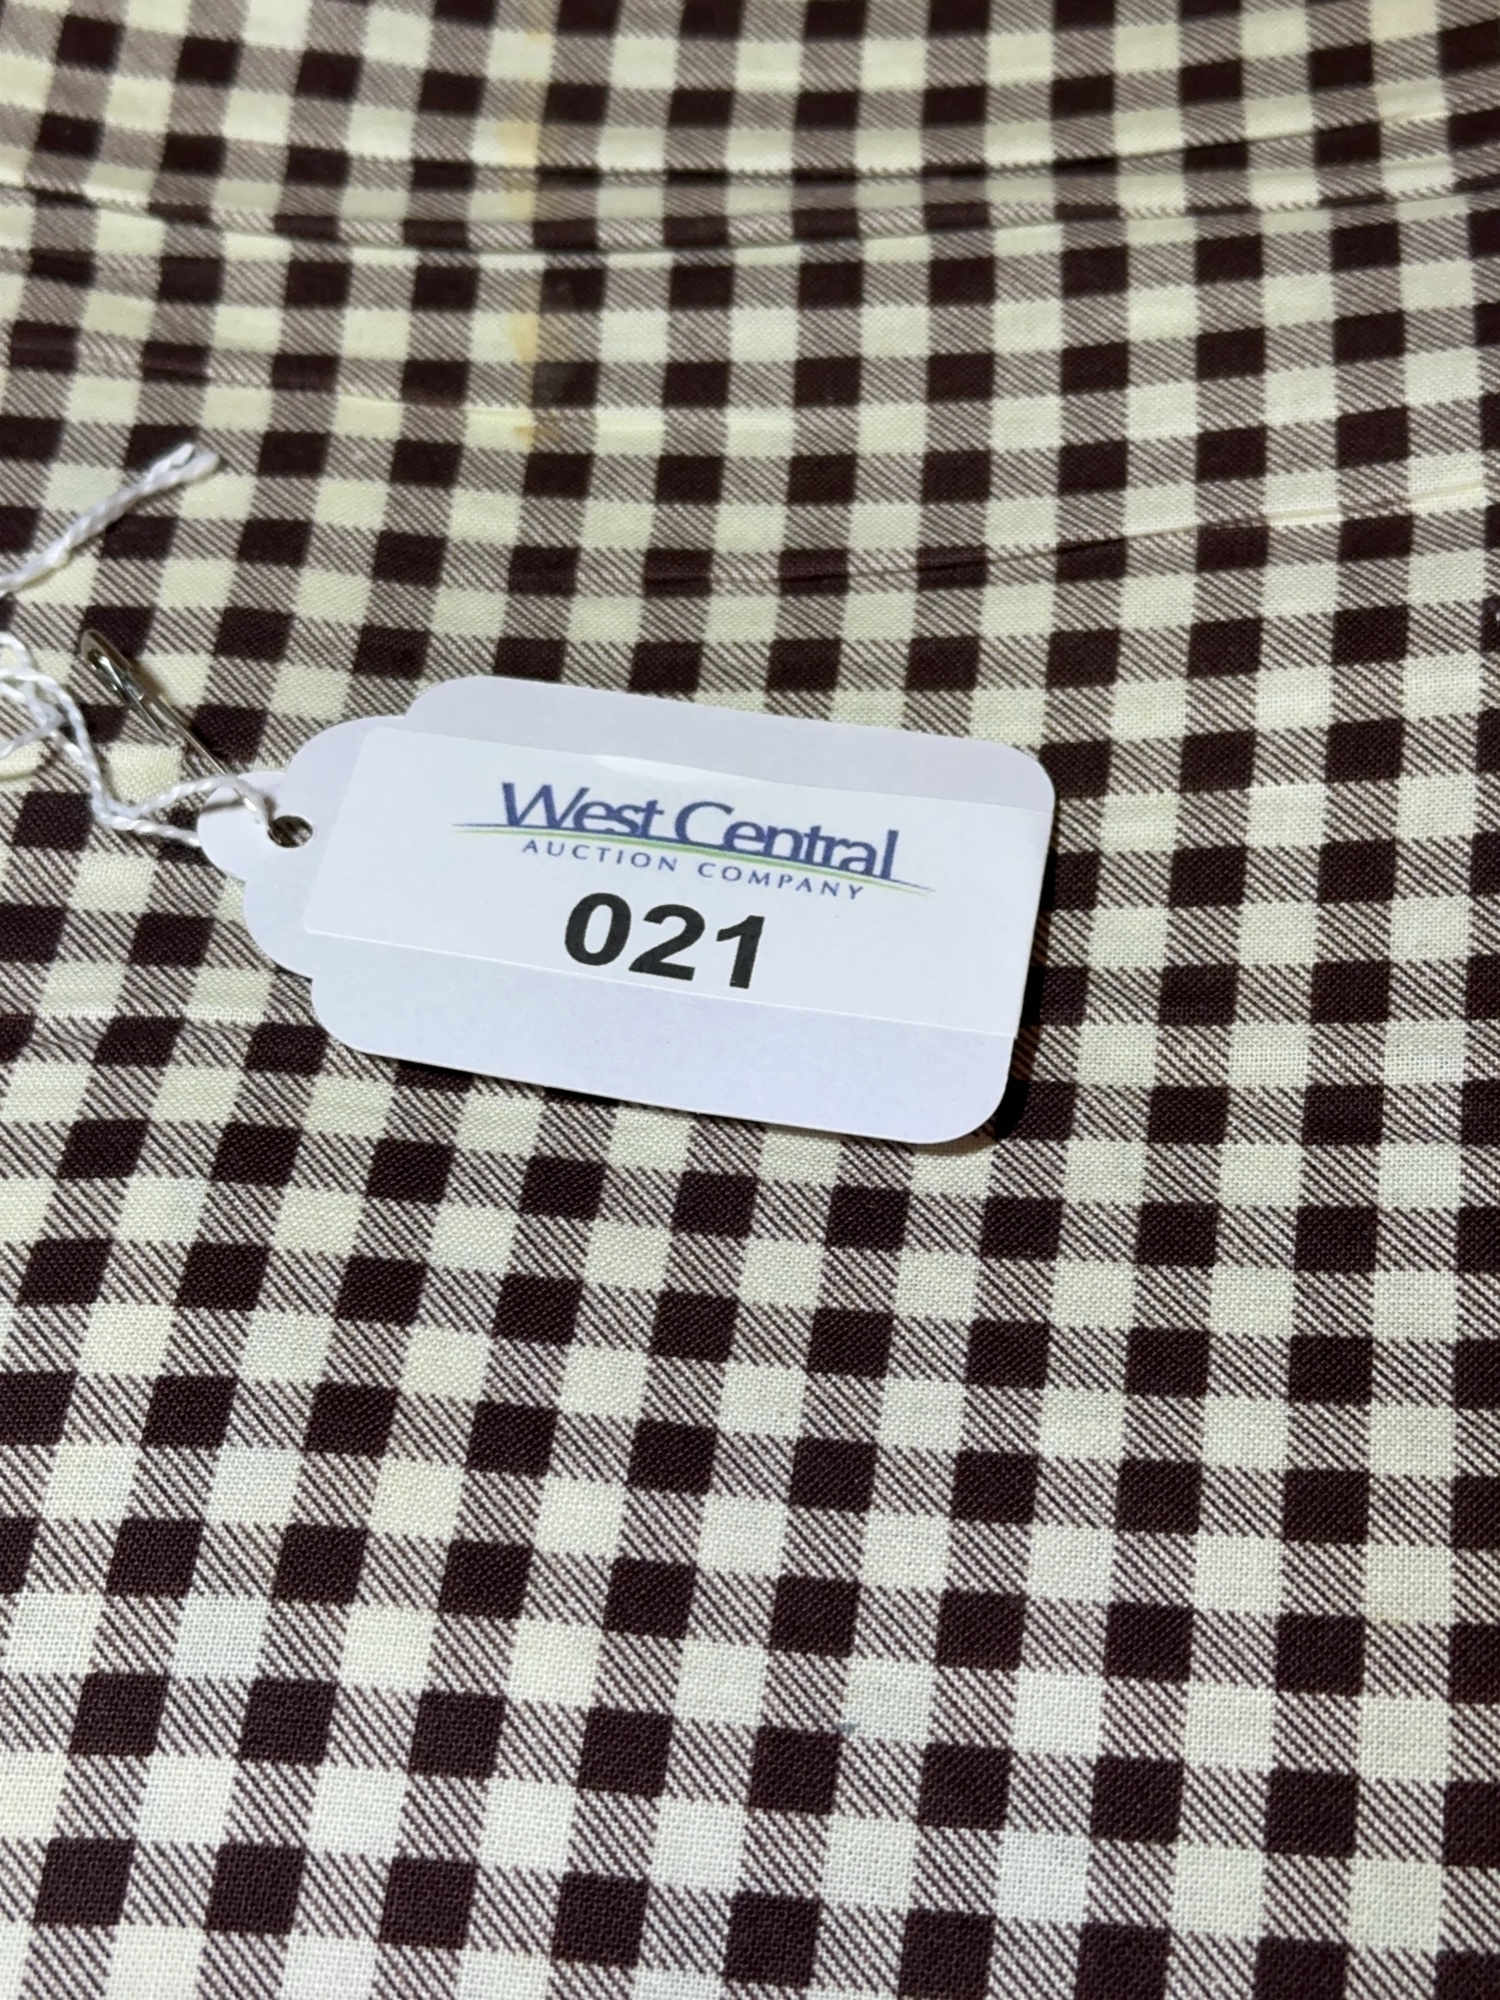 West Central
AUCTION COMPANY
021